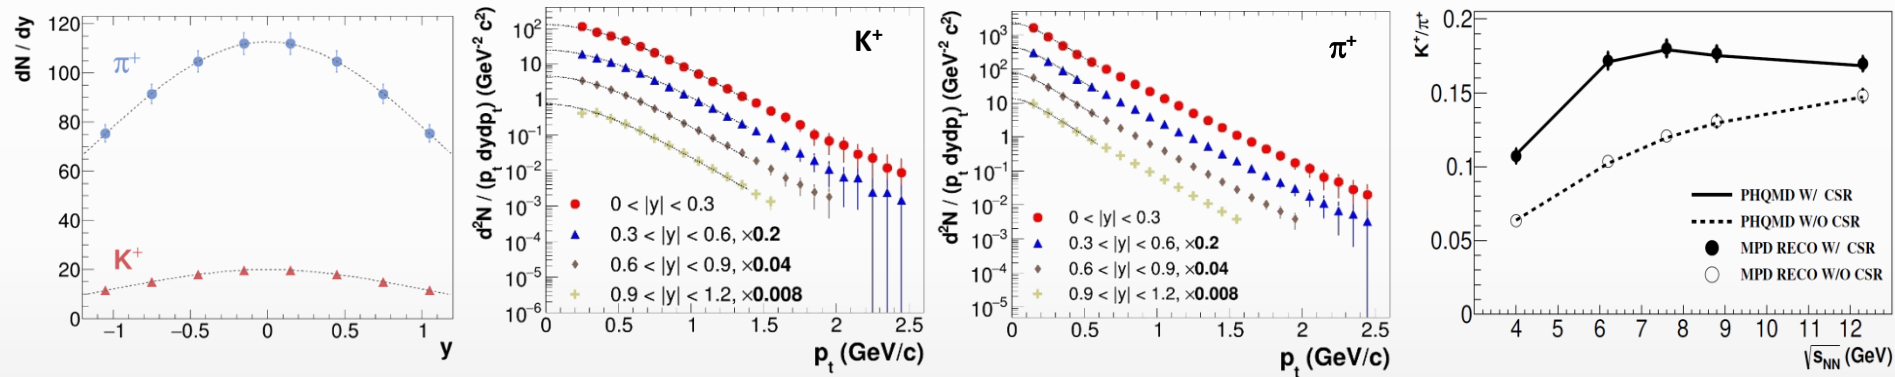 dN / dy
120
100
80
60
40
20
0
π⁺
K⁺
−1 −0.5 0 0.5 1
y
d²N / (pₜ dydpₜ) (GeV⁻² c²)
10²
10
1
10⁻¹
10⁻²
10⁻³
10⁻⁴
10⁻⁵
10⁻⁶
K⁺
0 < |y| < 0.3
0.3 < |y| < 0.6, ×0.2
0.6 < |y| < 0.9, ×0.04
0.9 < |y| < 1.2, ×0.008
0 0.5 1 1.5 2 2.5
pₜ (GeV/c)
d²N / (pₜ dydpₜ) (GeV⁻² c²)
10³
10²
10
1
10⁻¹
10⁻²
10⁻³
10⁻⁴
10⁻⁵
π⁺
0 < |y| < 0.3
0.3 < |y| < 0.6, ×0.2
0.6 < |y| < 0.9, ×0.04
0.9 < |y| < 1.2, ×0.008
0 0.5 1 1.5 2 2.5
pₜ (GeV/c)
K⁺/π⁺
0.2
0.15
0.1
0.05
0
PHQMD W/ CSR
PHQMD W/O CSR
MPD RECO W/ CSR
MPD RECO W/O CSR
4 5 6 7 8 9 10 11 12
√sNN (GeV)